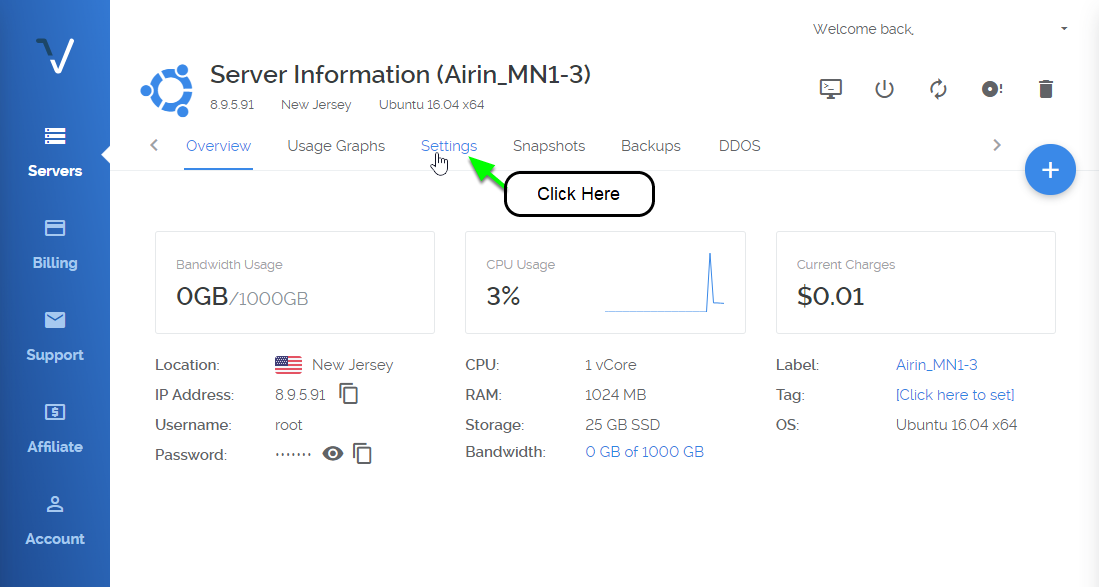 Welcome back,
Server Information (Airin_MN1-3)
8.9.5.91 New Jersey Ubuntu 16.04 x64
Overview Usage Graphs Settings Snapshots Backups DDOS
Click Here
Servers
Billing
Support
Affiliate
Account
Bandwidth Usage
0GB/1000GB
CPU Usage
3%
Current Charges
$0.01
Location: New Jersey
IP Address: 8.9.5.91
Username: root
Password: ·······
CPU: 1 vCore
RAM: 1024 MB
Storage: 25 GB SSD
Bandwidth: 0 GB of 1000 GB
Label: Airin_MN1-3
Tag: [Click here to set]
OS: Ubuntu 16.04 x64